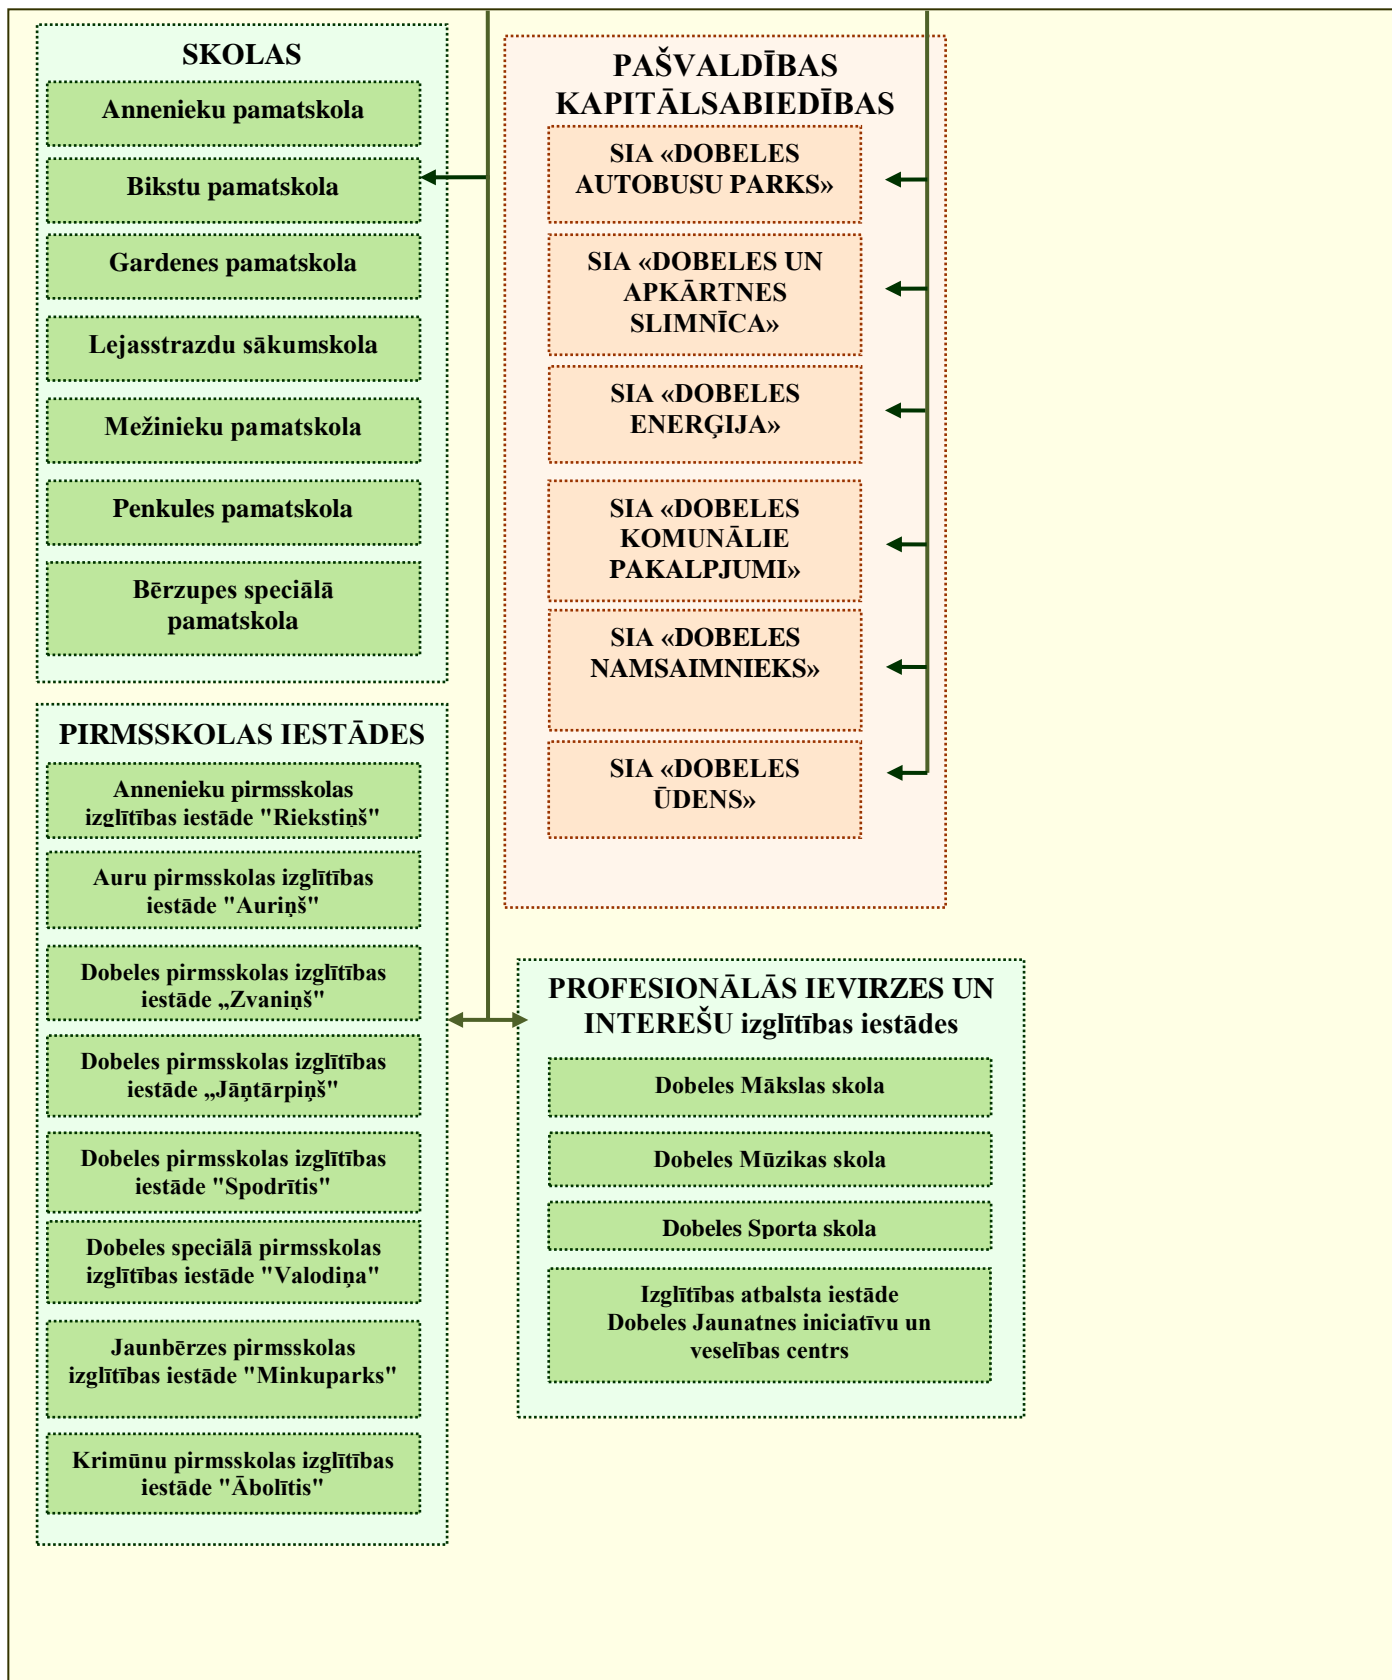 SKOLAS
Annenieku pamatskola
Bikstu pamatskola
Gardenes pamatskola
Lejasstrazdu sākumskola
Mežinieku pamatskola
Penkules pamatskola
Bērzupes speciālā
pamatskola
PAŠVALDĪBAS
KAPITĀLSABIEDĪBAS
SIA «DOBELES
AUTOBUSU PARKS»
SIA «DOBELES UN
APKĀRTNES
SLIMNĪCA»
SIA «DOBELES
ENERĢIJA»
SIA «DOBELES
KOMUNĀLIE
PAKALPJUMI»
SIA «DOBELES
NAMSAIMNIEKS»
SIA «DOBELES
ŪDENS»
PIRMSSKOLAS IESTĀDES
Annenieku pirmsskolas
izglītības iestāde "Riekstiņš"
Auru pirmsskolas izglītības
iestāde "Auriņš"
Dobeles pirmsskolas izglītības
iestāde „Zvaniņš"
Dobeles pirmsskolas izglītības
iestāde „Jāņtārpiņš"
Dobeles pirmsskolas izglītības
iestāde "Spodrītis"
Dobeles speciālā pirmsskolas
izglītības iestāde "Valodiņa"
Jaunbērzes pirmsskolas
izglītības iestāde "Minkuparks"
Krimūnu pirmsskolas izglītības
iestāde "Ābolītis"
PROFESIONĀLĀS IEVIRZES UN
INTEREŠU izglītības iestādes
Dobeles Mākslas skola
Dobeles Mūzikas skola
Dobeles Sporta skola
Izglītības atbalsta iestāde
Dobeles Jaunatnes iniciatīvu un
veselības centrs